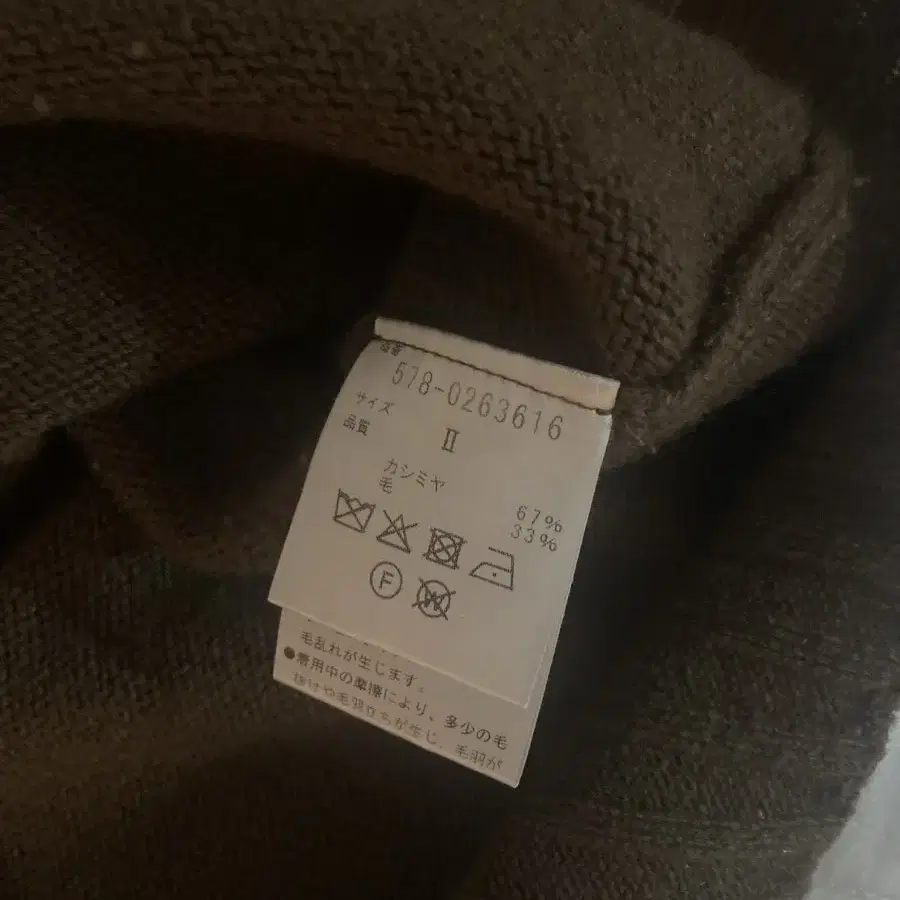 品番
578-0263616
サイズ
II
品質
カシミヤ 67%
毛 33%
F
W
毛乱れが生じます。
●着用中の摩擦により、多少の毛
抜けや毛羽立ちが生じ、毛羽が